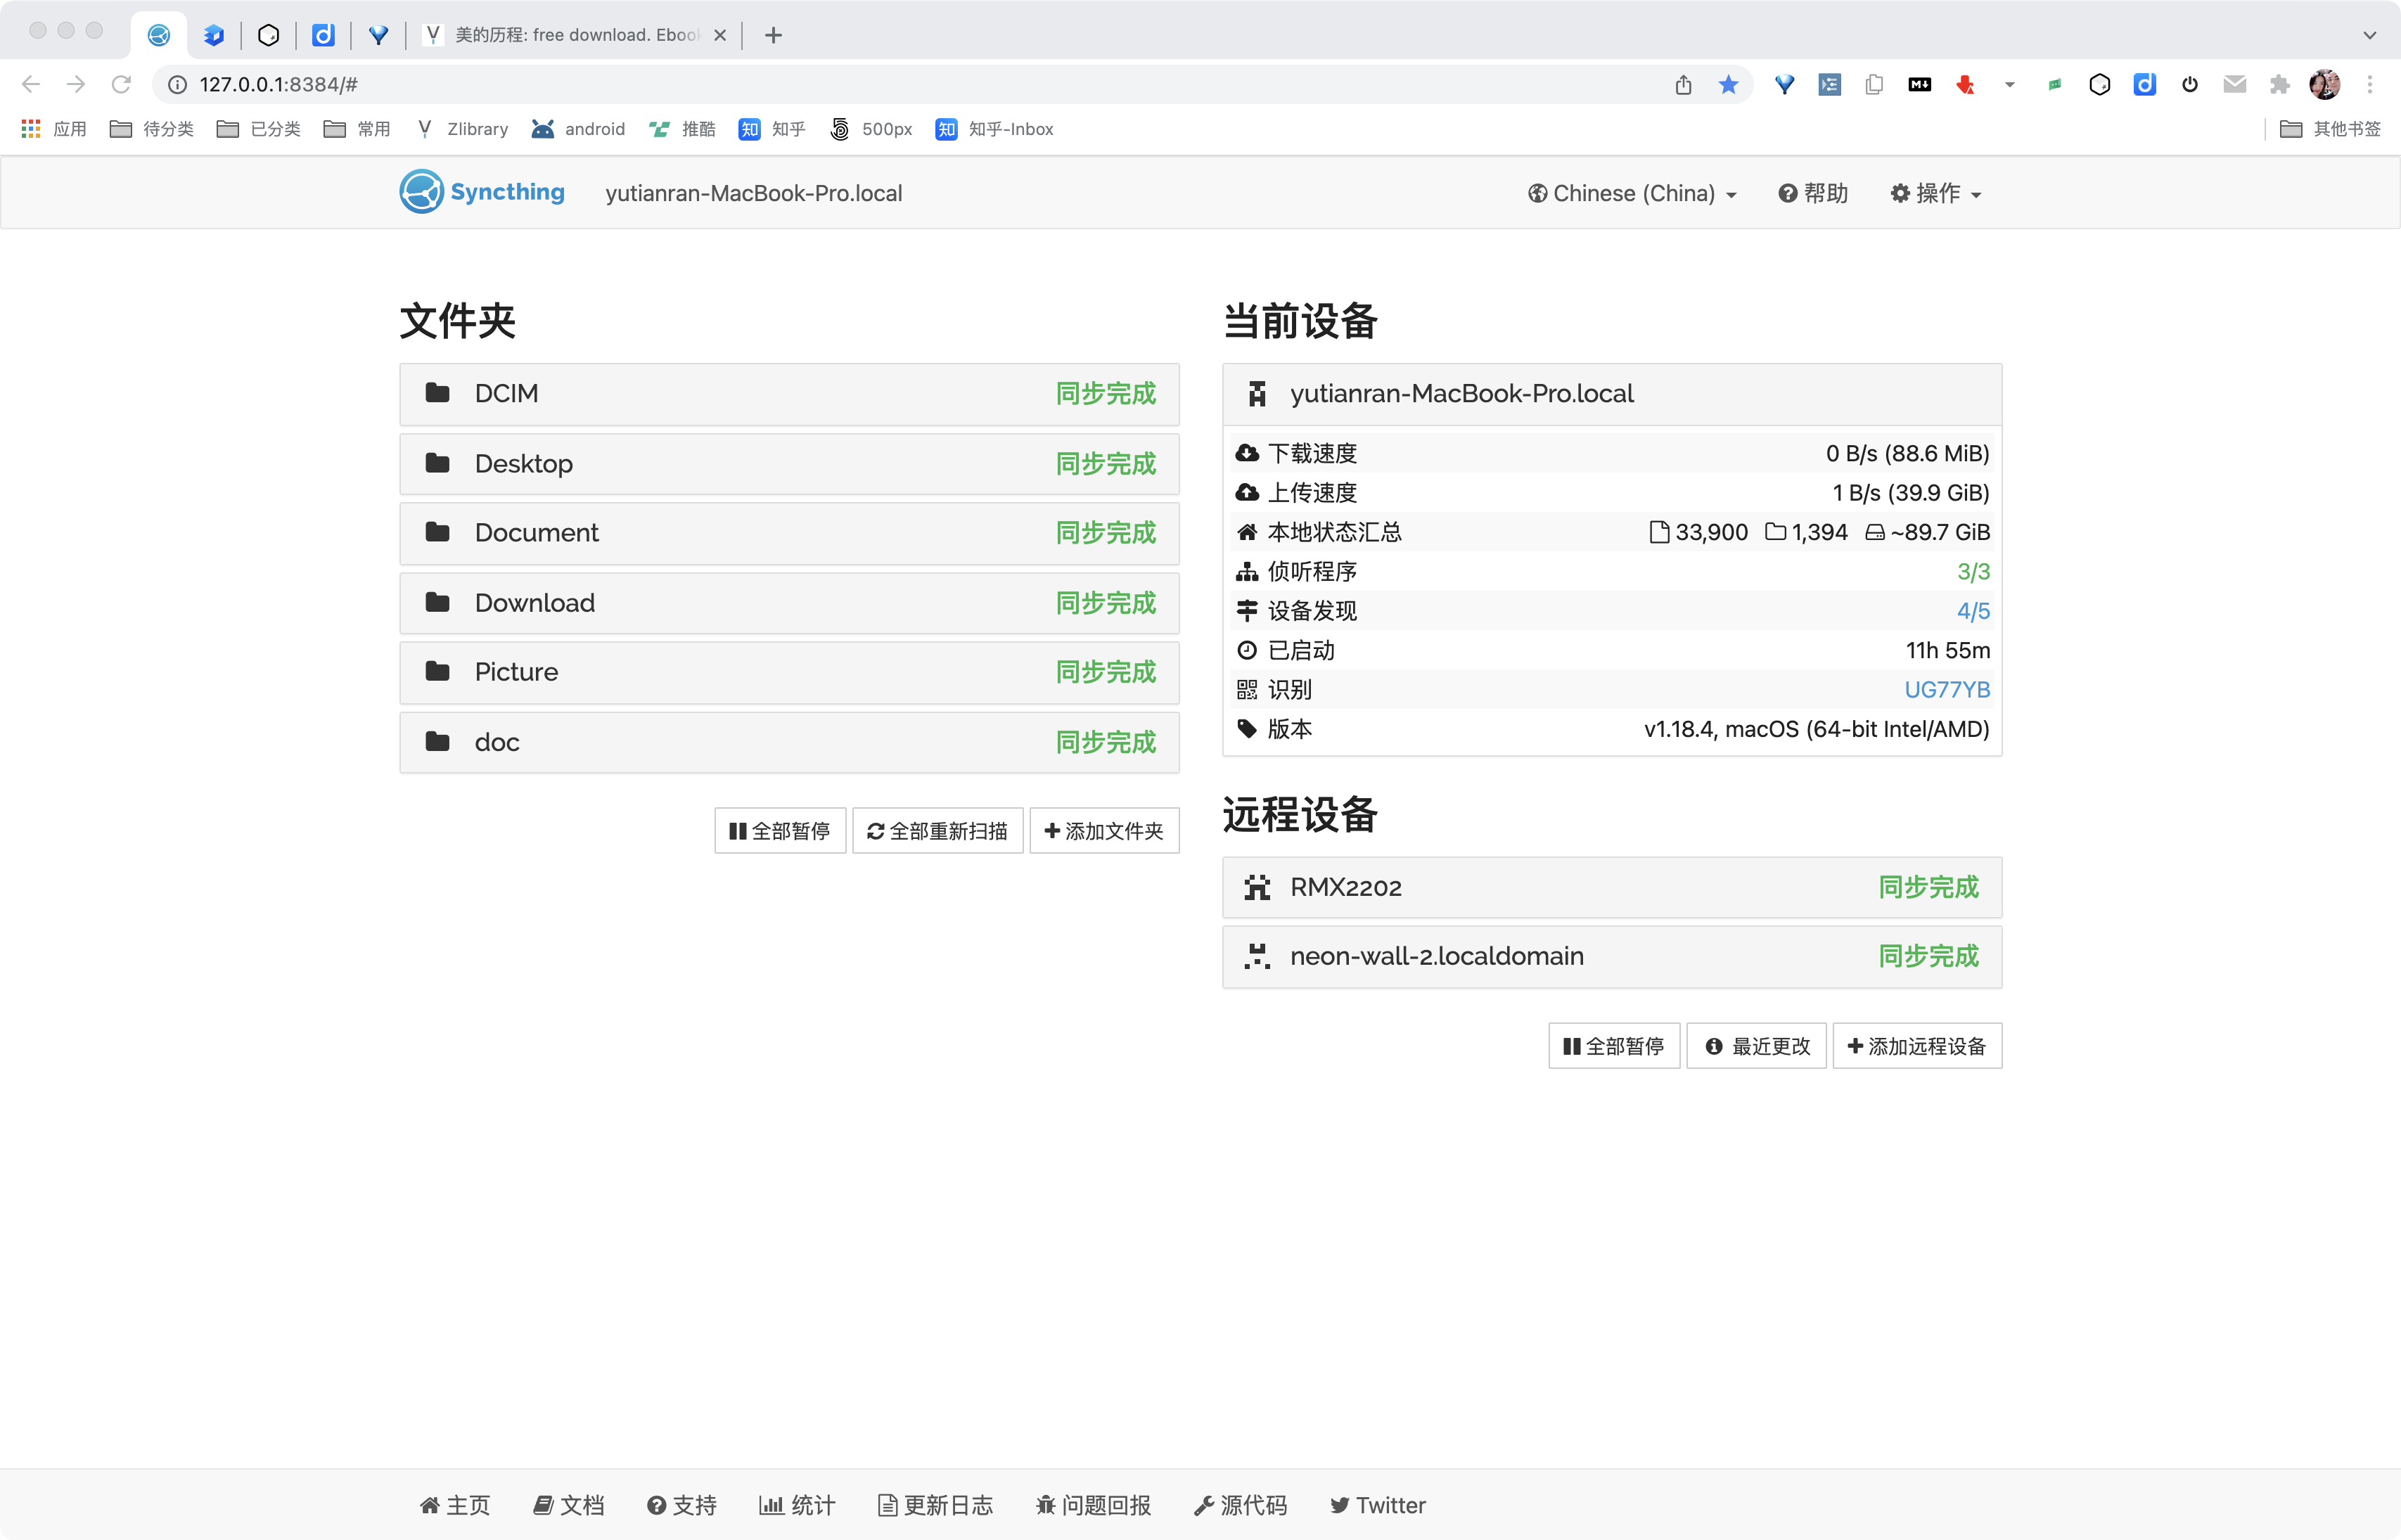 美的历程: free download. Eboo
127.0.0.1:8384/#
应用 待分类 已分类 常用 Zlibrary android 推酷 知乎 500px 知乎-Inbox 其他书签
Syncthing yutianran-MacBook-Pro.local Chinese (China) 帮助 操作
文件夹
DCIM 同步完成
Desktop 同步完成
Document 同步完成
Download 同步完成
Picture 同步完成
doc 同步完成
全部暂停 全部重新扫描 添加文件夹
当前设备
yutianran-MacBook-Pro.local
下载速度 0 B/s (88.6 MiB)
上传速度 1 B/s (39.9 GiB)
本地状态汇总 33,900 1,394 ~89.7 GiB
侦听程序 3/3
设备发现 4/5
已启动 11h 55m
识别 UG77YB
版本 v1.18.4, macOS (64-bit Intel/AMD)
远程设备
RMX2202 同步完成
neon-wall-2.localdomain 同步完成
全部暂停 最近更改 添加远程设备
主页 文档 支持 统计 更新日志 问题回报 源代码 Twitter